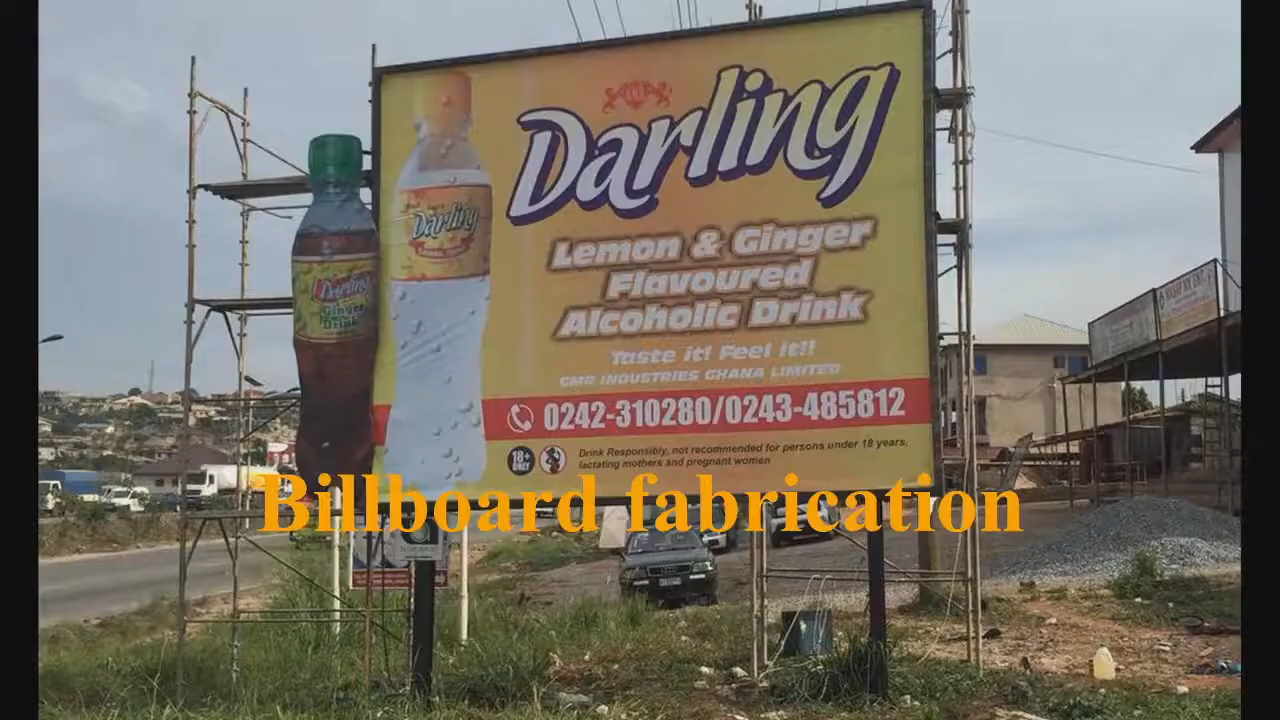 Darling
Lemon & Ginger
Flavoured
Alcoholic Drink
Taste it! Feel it!!
CMR INDUSTRIES GHANA LIMITED
0242-310280/0243-485812
18+
ONLY
Drink Responsibly, not recommended for persons under 18 years,
lactating mothers and pregnant women
Darling
Darling
Ginger
Drink
Billboard fabrication